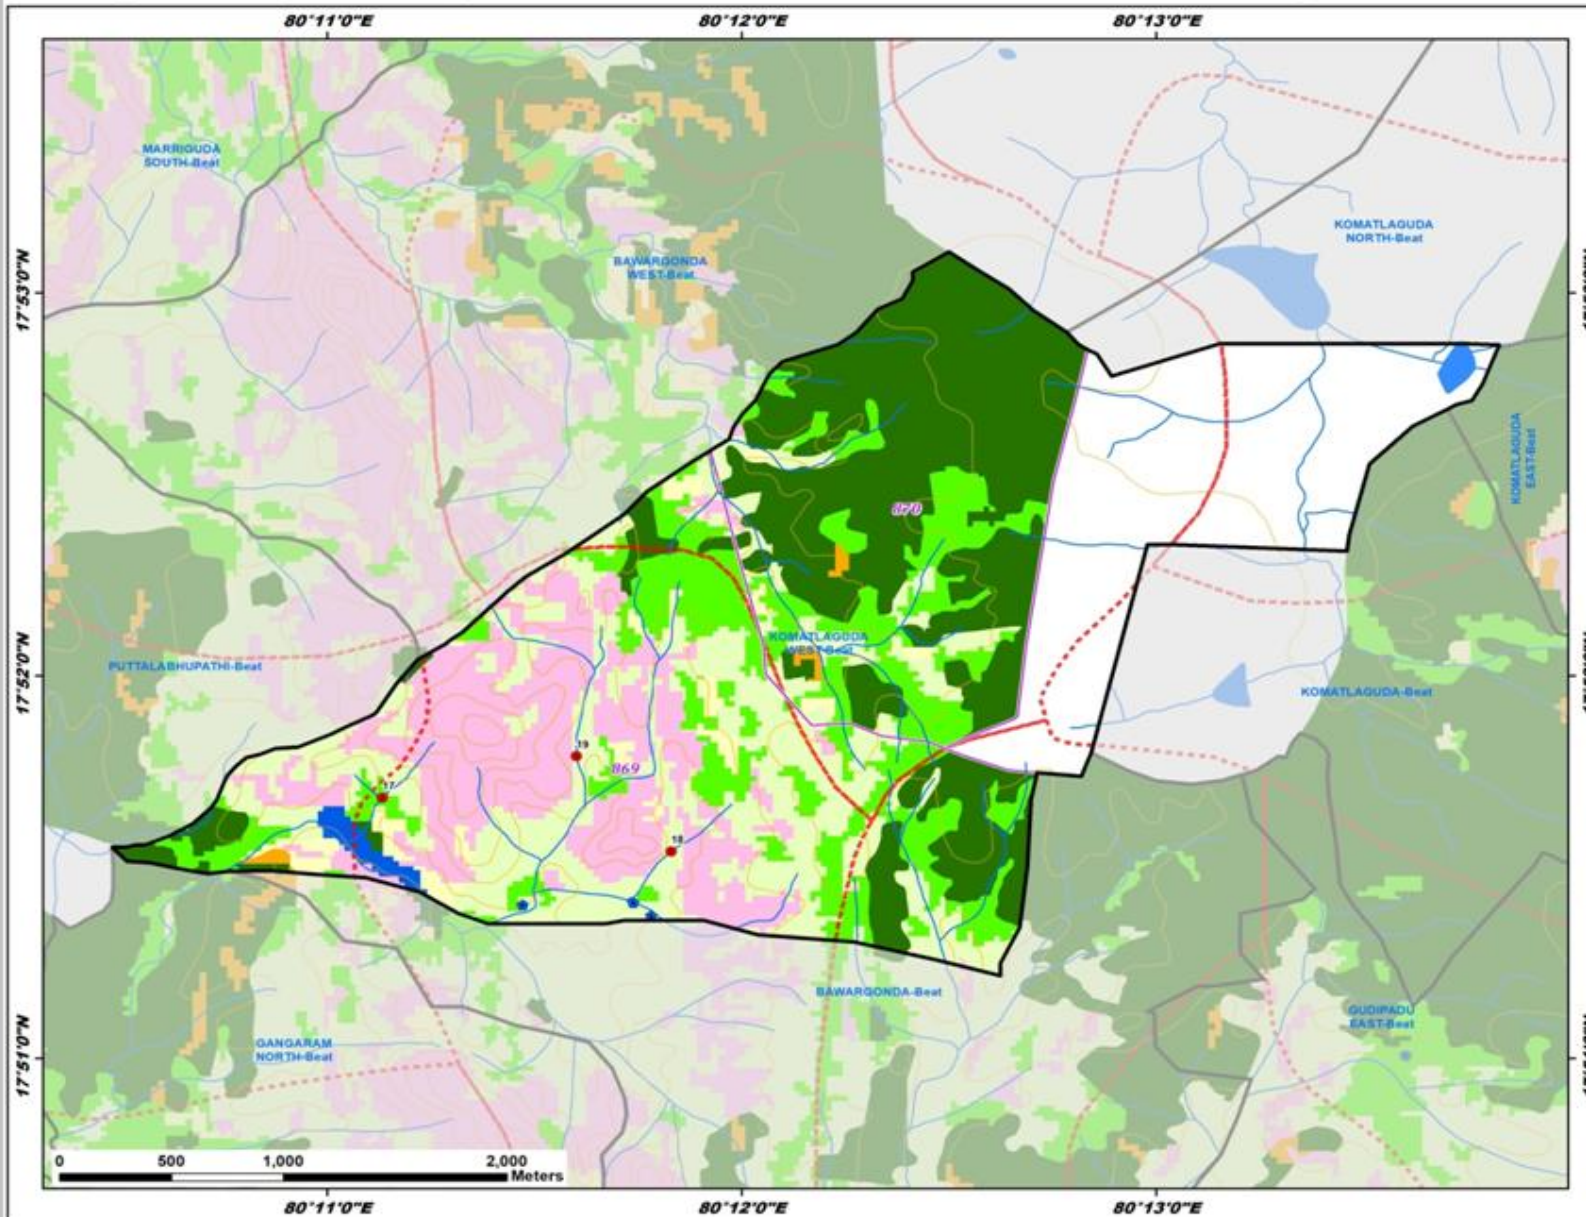 80°11'0"E 80°12'0"E 80°13'0"E
MARRIGUDA
SOUTH-Beat
KOMATLAGUDA
NORTH-Beat
BAWARGONDA
WEST-Beat
17°53'0"N
KOMATLAGUDA
EAST-Beat
870
KOMATLAGUDA
WEST-Beat
17°52'0"N
PUTTALABHUPATHI-Beat
KOMATLAGUDA-Beat
19
869
17
18
BAWARGONDA-Beat
GUDIPADU
EAST-Beat
GANGARAM
NORTH-Beat
17°51'0"N
0 500 1,000 2,000
Meters
80°11'0"E 80°12'0"E 80°13'0"E